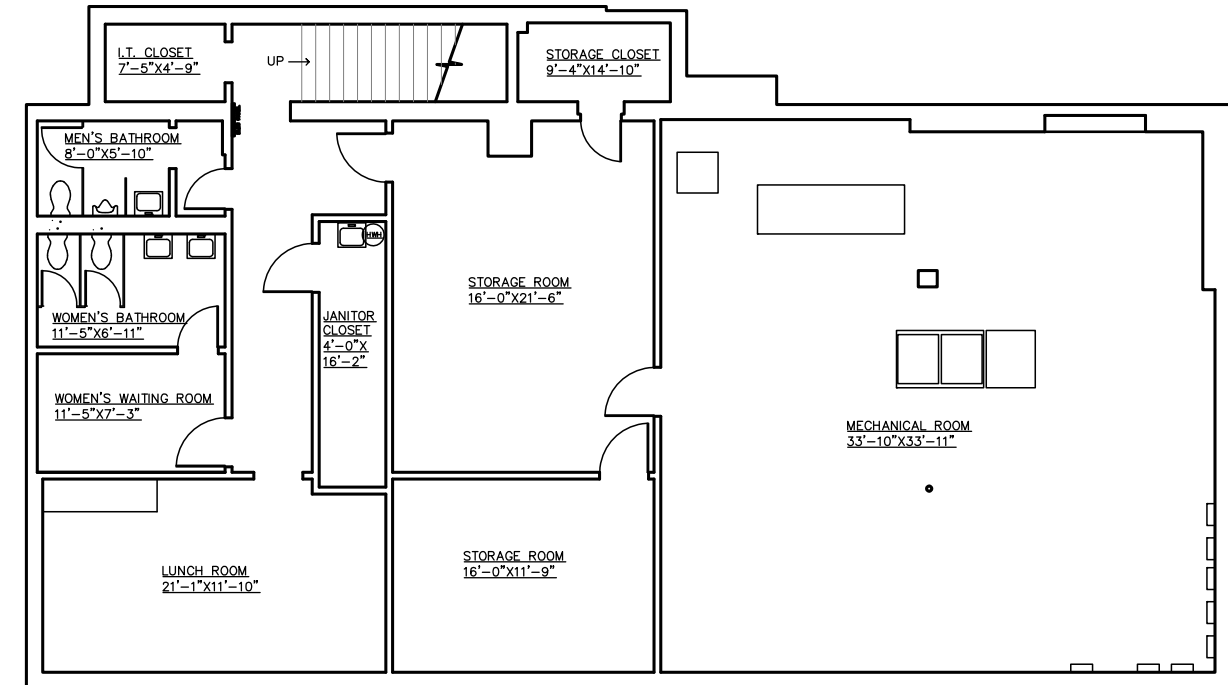 I.T. CLOSET
7'-5"X4'-9"
UP
STORAGE CLOSET
9'-4"X14'-10"
MEN'S BATHROOM
8'-0"X5'-10"
HWH
STORAGE ROOM
16'-0"X21'-6"
WOMEN'S BATHROOM
11'-5"X6'-11"
JANITOR
CLOSET
4'-0"X
16'-2"
WOMEN'S WAITING ROOM
11'-5"X7'-3"
MECHANICAL ROOM
33'-10"X33'-11"
LUNCH ROOM
21'-1"X11'-10"
STORAGE ROOM
16'-0"X11'-9"